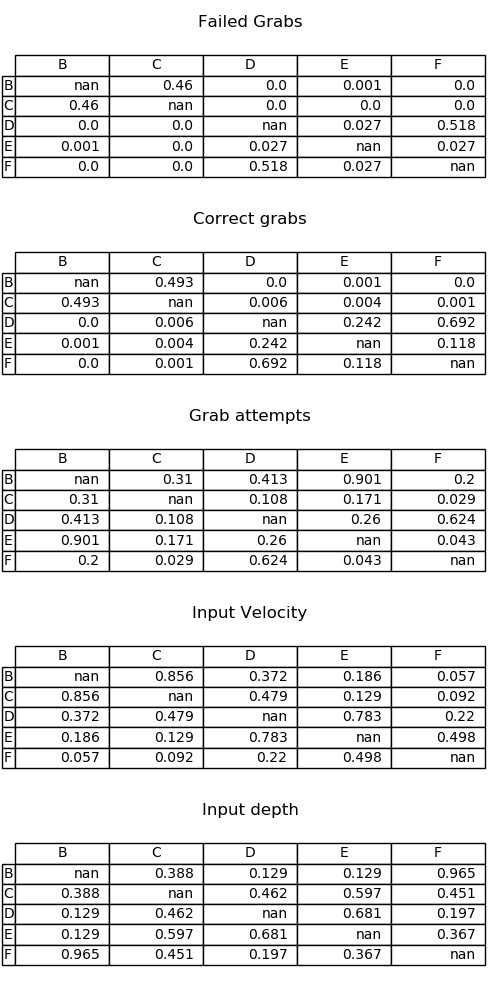 Failed Grabs
B C D E F
B nan 0.46 0.0 0.001 0.0
C 0.46 nan 0.0 0.0 0.0
D 0.0 0.0 nan 0.027 0.518
E 0.001 0.0 0.027 nan 0.027
F 0.0 0.0 0.518 0.027 nan
Correct grabs
B C D E F
B nan 0.493 0.0 0.001 0.0
C 0.493 nan 0.006 0.004 0.001
D 0.0 0.006 nan 0.242 0.692
E 0.001 0.004 0.242 nan 0.118
F 0.0 0.001 0.692 0.118 nan
Grab attempts
B C D E F
B nan 0.31 0.413 0.901 0.2
C 0.31 nan 0.108 0.171 0.029
D 0.413 0.108 nan 0.26 0.624
E 0.901 0.171 0.26 nan 0.043
F 0.2 0.029 0.624 0.043 nan
Input Velocity
B C D E F
B nan 0.856 0.372 0.186 0.057
C 0.856 nan 0.479 0.129 0.092
D 0.372 0.479 nan 0.783 0.22
E 0.186 0.129 0.783 nan 0.498
F 0.057 0.092 0.22 0.498 nan
Input depth
B C D E F
B nan 0.388 0.129 0.129 0.965
C 0.388 nan 0.462 0.597 0.451
D 0.129 0.462 nan 0.681 0.197
E 0.129 0.597 0.681 nan 0.367
F 0.965 0.451 0.197 0.367 nan